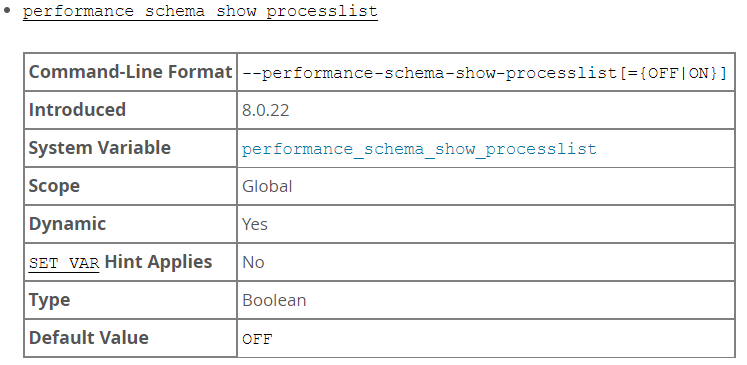 • performance_schema_show_processlist
Command-Line Format --performance-schema-show-processlist[={OFF|ON}]
Introduced 8.0.22
System Variable performance_schema_show_processlist
Scope Global
Dynamic Yes
SET_VAR Hint Applies No
Type Boolean
Default Value OFF